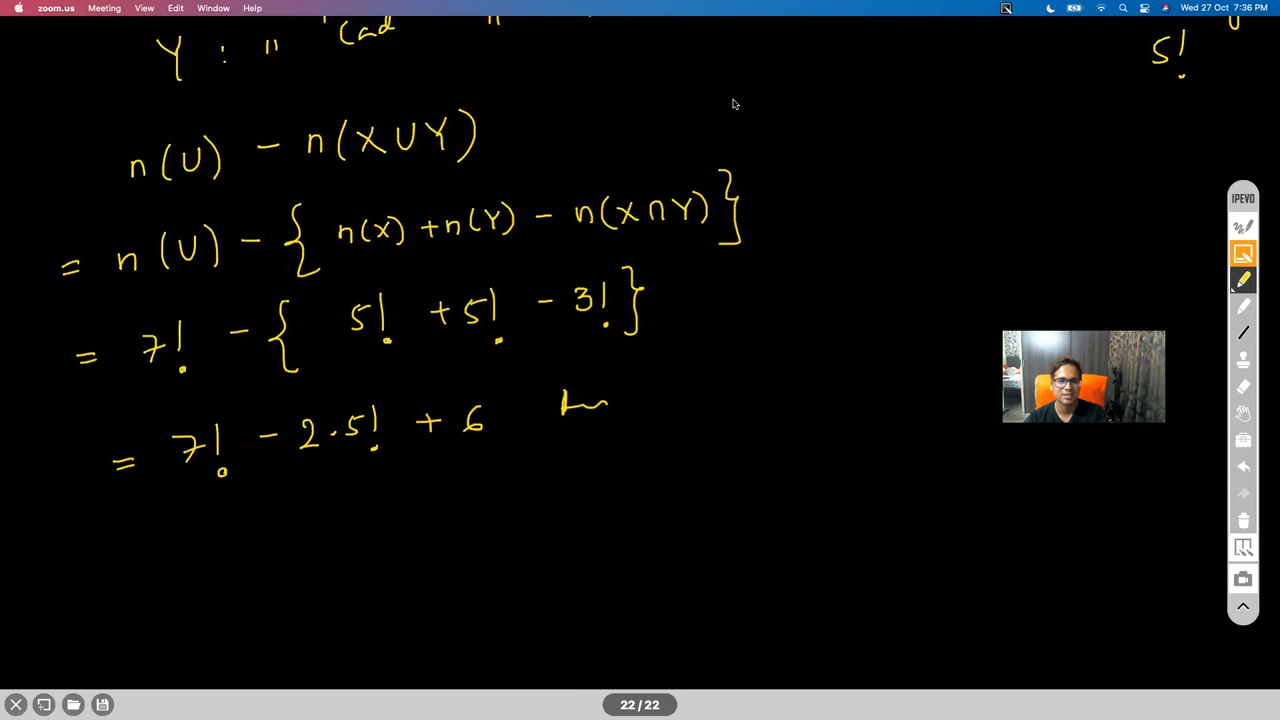 zoom.us Meeting View Edit Window Help Wed 27 Oct 7:36 PM
Y : " "cad "
5!
n(U) - n(X∪Y)
= n(U) - { n(X) + n(Y) - n(X∩Y) }
IPEVO
= 7! - { 5! + 5! - 3! }
= 7! - 2·5! + 6
22/22